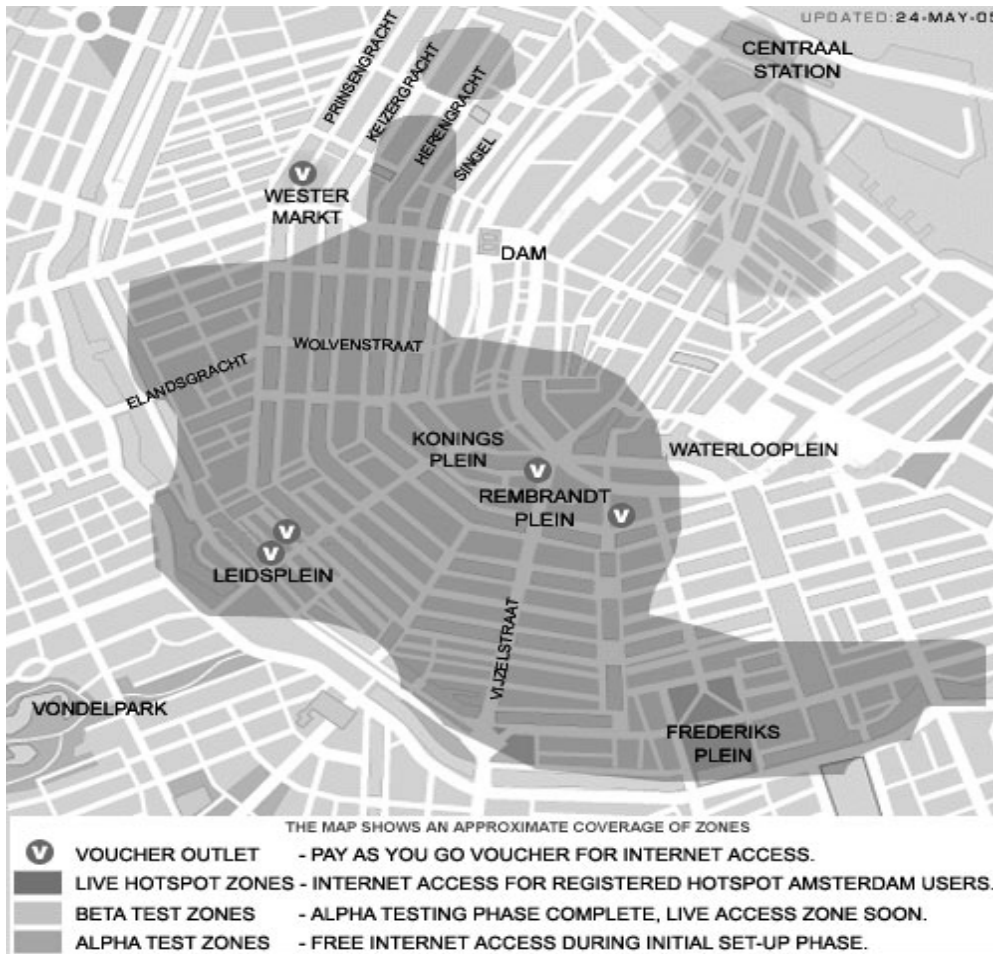 UPDATED:24-MAY-05
CENTRAAL
STATION
PRINSENGRACHT
KEIZERGRACHT
HERENGRACHT
SINGEL
V
WESTER
MARKT
DAM
WOLVENSTRAAT
ELANDSGRACHT
KONINGS
PLEIN
WATERLOOPLEIN
V
REMBRANDT
PLEIN
V
V
V
LEIDSPLEIN
VIJZELSTRAAT
VONDELPARK
FREDERIKS
PLEIN
THE MAP SHOWS AN APPROXIMATE COVERAGE OF ZONES
V VOUCHER OUTLET - PAY AS YOU GO VOUCHER FOR INTERNET ACCESS.
LIVE HOTSPOT ZONES - INTERNET ACCESS FOR REGISTERED HOTSPOT AMSTERDAM USERS.
BETA TEST ZONES - ALPHA TESTING PHASE COMPLETE, LIVE ACCESS ZONE SOON.
ALPHA TEST ZONES - FREE INTERNET ACCESS DURING INITIAL SET-UP PHASE.